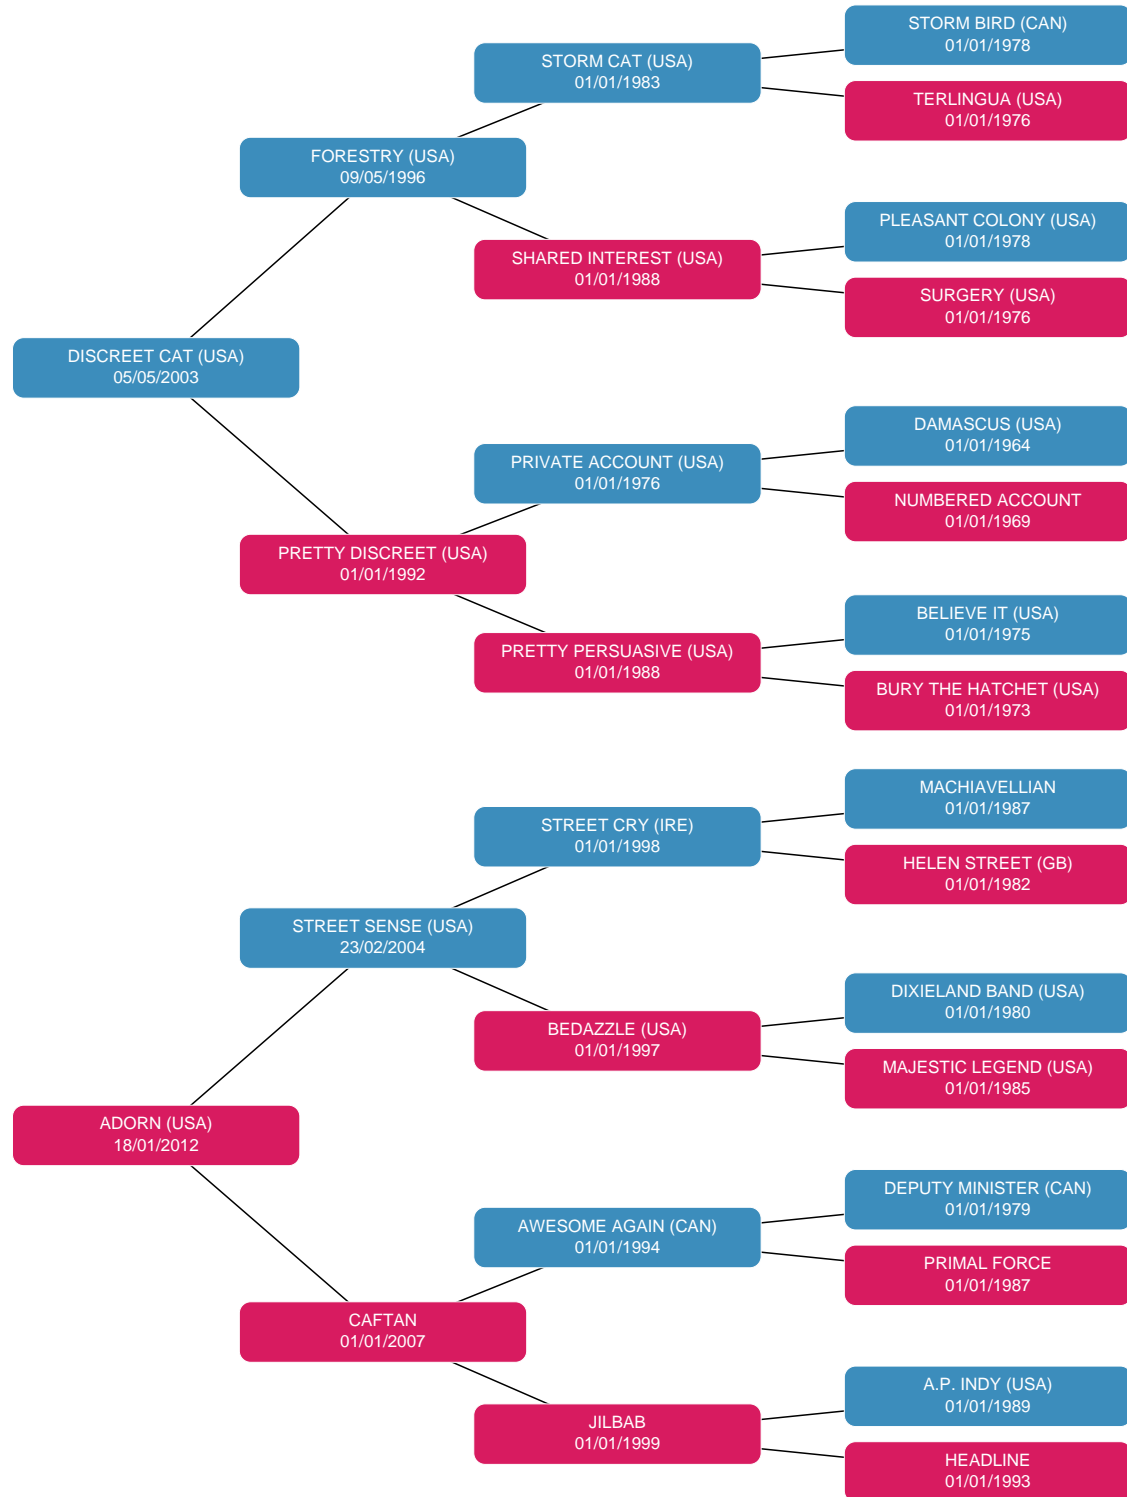 STORM BIRD (CAN)
01/01/1978
STORM CAT (USA)
01/01/1983
TERLINGUA (USA)
01/01/1976
FORESTRY (USA)
09/05/1996
PLEASANT COLONY (USA)
01/01/1978
SHARED INTEREST (USA)
01/01/1988
SURGERY (USA)
01/01/1976
DISCREET CAT (USA)
05/05/2003
DAMASCUS (USA)
01/01/1964
PRIVATE ACCOUNT (USA)
01/01/1976
NUMBERED ACCOUNT
01/01/1969
PRETTY DISCREET (USA)
01/01/1992
BELIEVE IT (USA)
01/01/1975
PRETTY PERSUASIVE (USA)
01/01/1988
BURY THE HATCHET (USA)
01/01/1973
MACHIAVELLIAN
01/01/1987
STREET CRY (IRE)
01/01/1998
HELEN STREET (GB)
01/01/1982
STREET SENSE (USA)
23/02/2004
DIXIELAND BAND (USA)
01/01/1980
BEDAZZLE (USA)
01/01/1997
MAJESTIC LEGEND (USA)
01/01/1985
ADORN (USA)
18/01/2012
DEPUTY MINISTER (CAN)
01/01/1979
AWESOME AGAIN (CAN)
01/01/1994
PRIMAL FORCE
01/01/1987
CAFTAN
01/01/2007
A.P. INDY (USA)
01/01/1989
JILBAB
01/01/1999
HEADLINE
01/01/1993